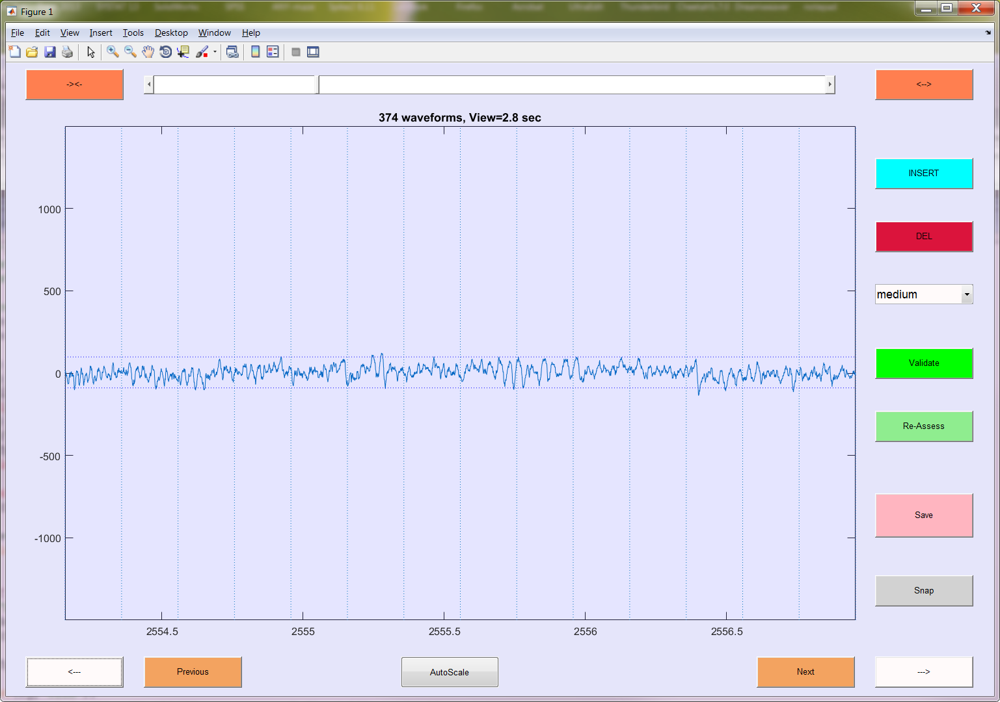 Figure 1
File Edit View Insert Tools Desktop Window Help
-><-
<-->
374 waveforms, View=2.8 sec
1000
500
0
-500
-1000
2554.5 2555 2555.5 2556 2556.5
INSERT
DEL
medium
Validate
Re-Assess
Save
Snap
<---
Previous
AutoScale
Next
--->